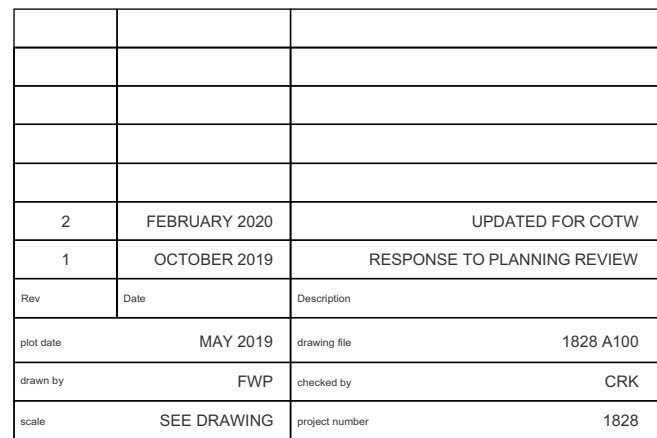 2 FEBRUARY 2020 UPDATED FOR COTW
1 OCTOBER 2019 RESPONSE TO PLANNING REVIEW
Rev Date Description
plot date MAY 2019 drawing file 1828 A100
drawn by FWP checked by CRK
scale SEE DRAWING project number 1828